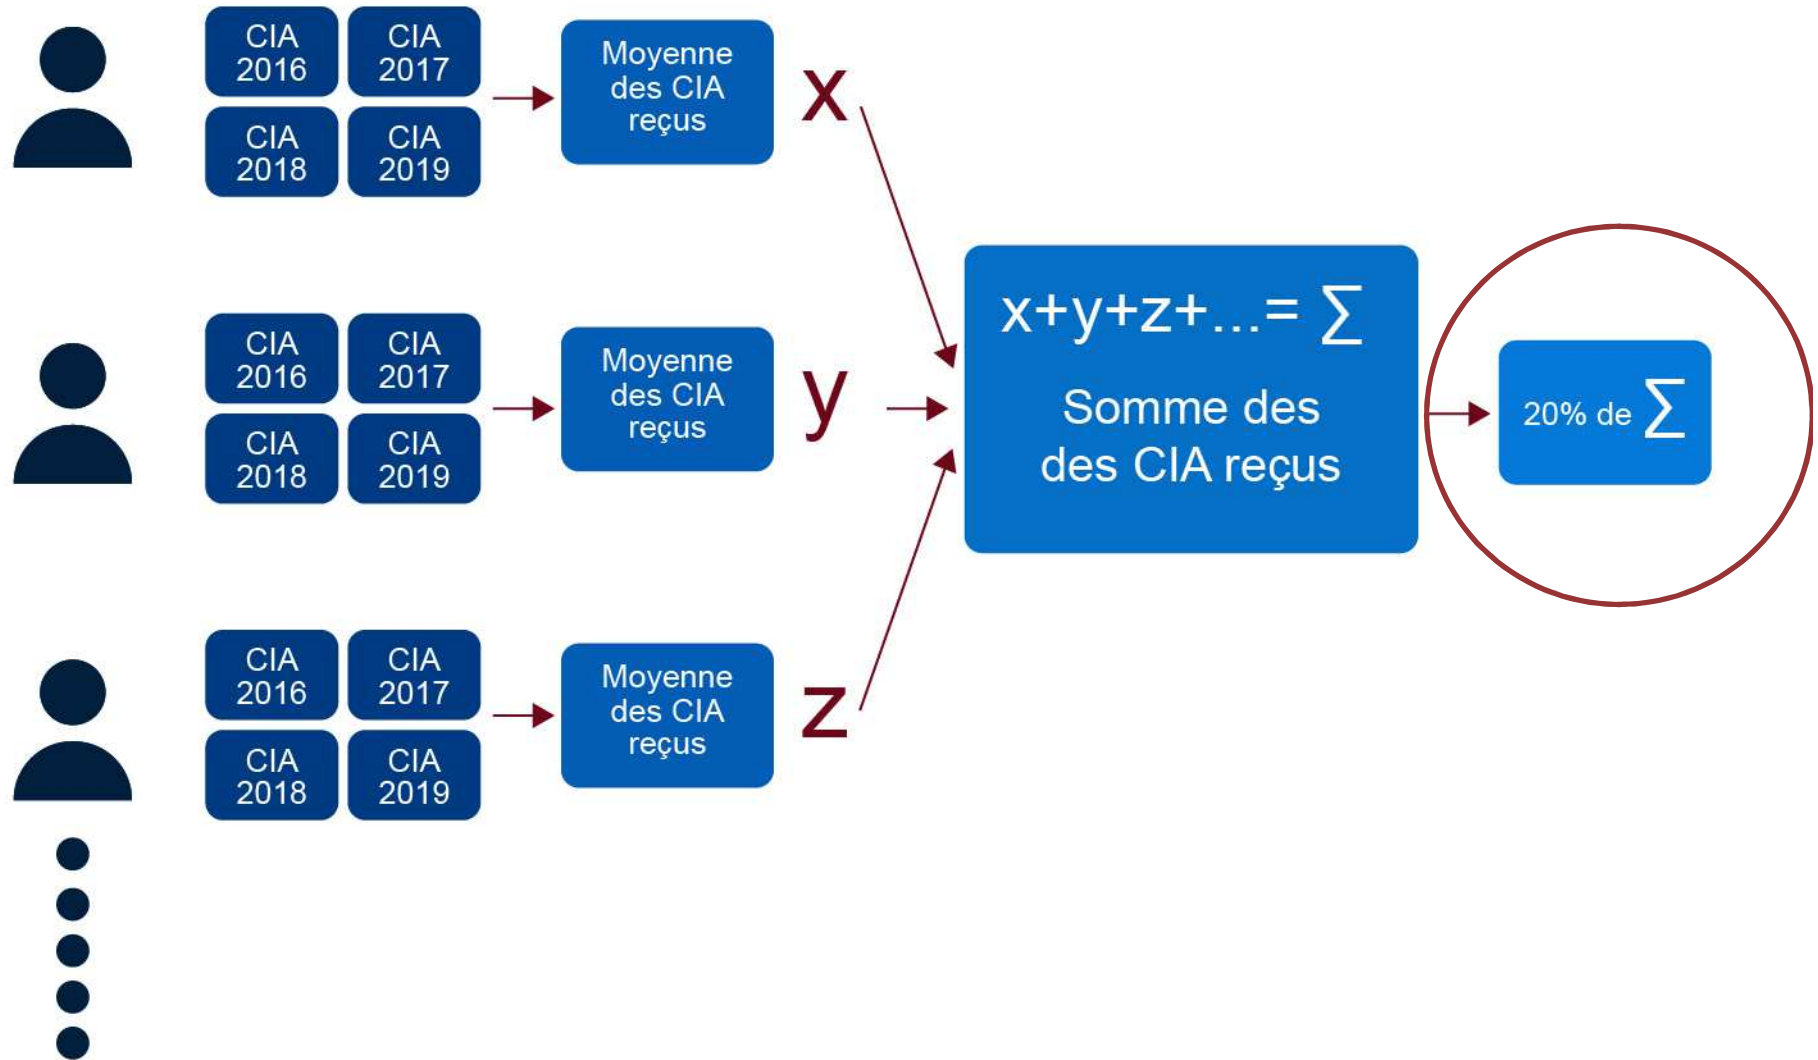 CIA
2016
CIA
2017
CIA
2018
CIA
2019
Moyenne
des CIA
reçus
x
CIA
2016
CIA
2017
CIA
2018
CIA
2019
Moyenne
des CIA
reçus
y
CIA
2016
CIA
2017
CIA
2018
CIA
2019
Moyenne
des CIA
reçus
z
x+y+z+...= ∑
Somme des
des CIA reçus
20% de ∑